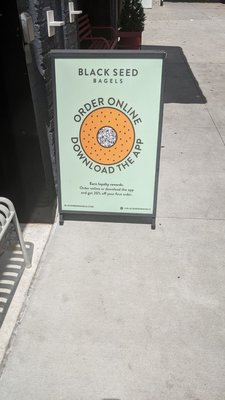 BLACK SEED
BAGELS
ORDER ONLINE
DOWNLOAD THE APP
Earn loyalty rewards.
Order online or download the app
and get 20% off your first order.